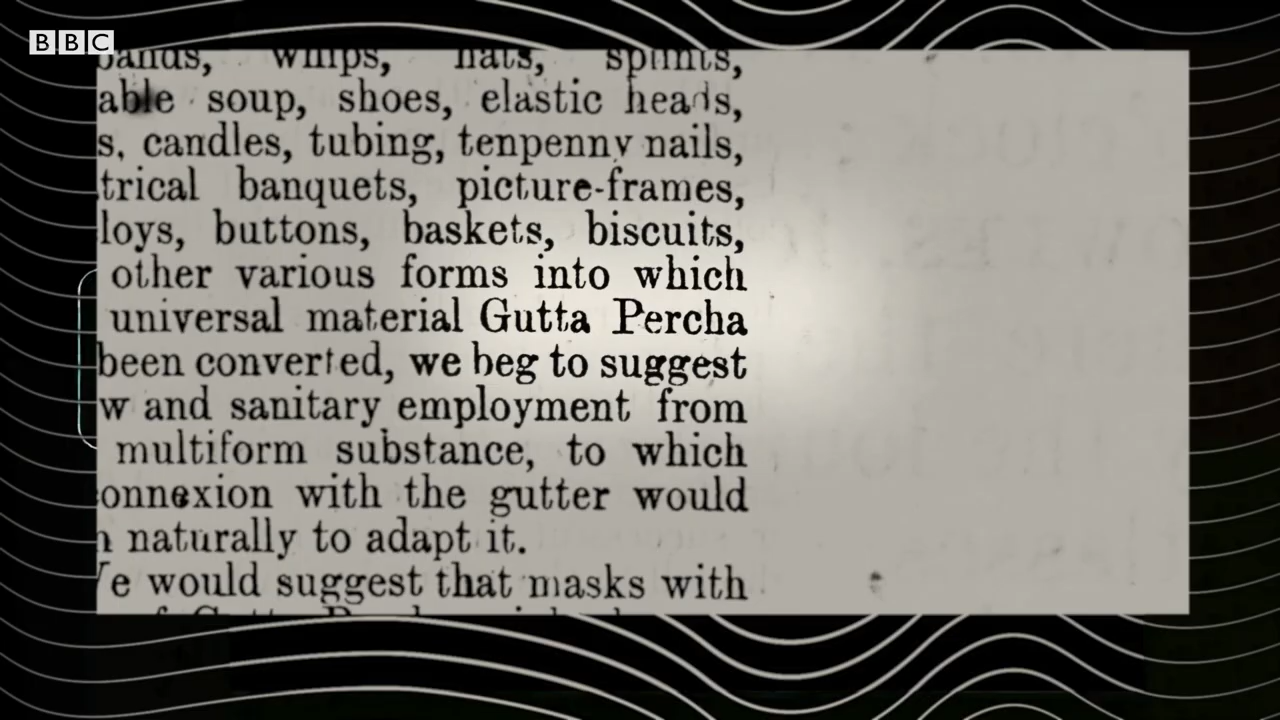 BBC
bands, whips, hats, splints,
able soup, shoes, elastic heads,
s, candles, tubing, tenpenny nails,
trical banquets, picture-frames,
loys, buttons, baskets, biscuits,
other various forms into which
universal material Gutta Percha
been converted, we beg to suggest
w and sanitary employment from
multiform substance, to which
onnexion with the gutter would
n naturally to adapt it.
We would suggest that masks with